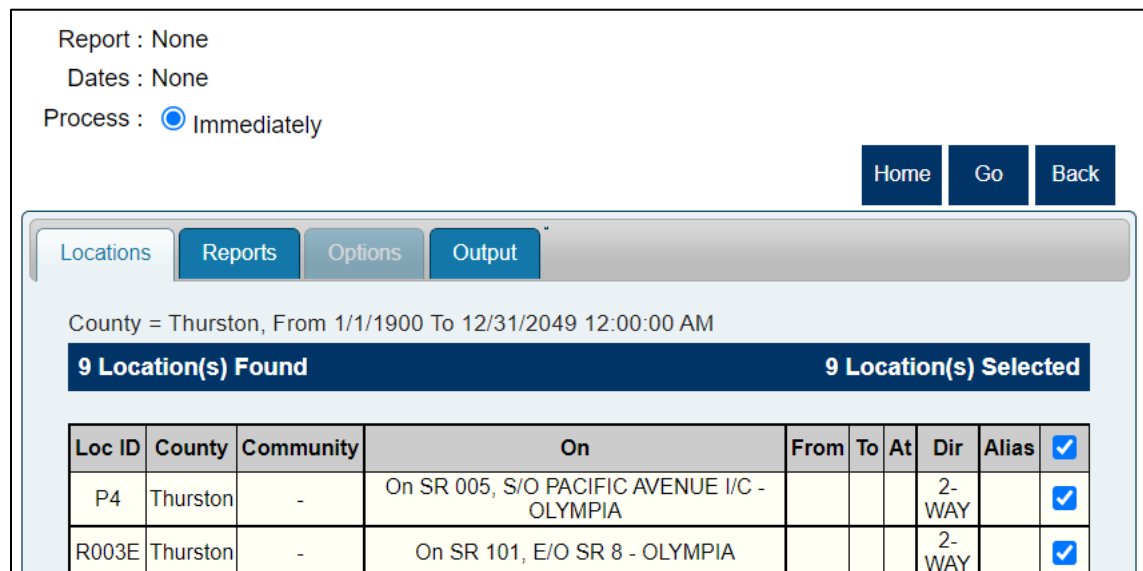 Report : None
Dates : None
Process : Immediately
Home Go Back
Locations Reports Options Output
County = Thurston, From 1/1/1900 To 12/31/2049 12:00:00 AM
9 Location(s) Found 9 Location(s) Selected
Loc ID County Community On From To At Dir Alias
P4 Thurston - On SR 005, S/O PACIFIC AVENUE I/C - OLYMPIA 2-WAY
R003E Thurston - On SR 101, E/O SR 8 - OLYMPIA 2-WAY